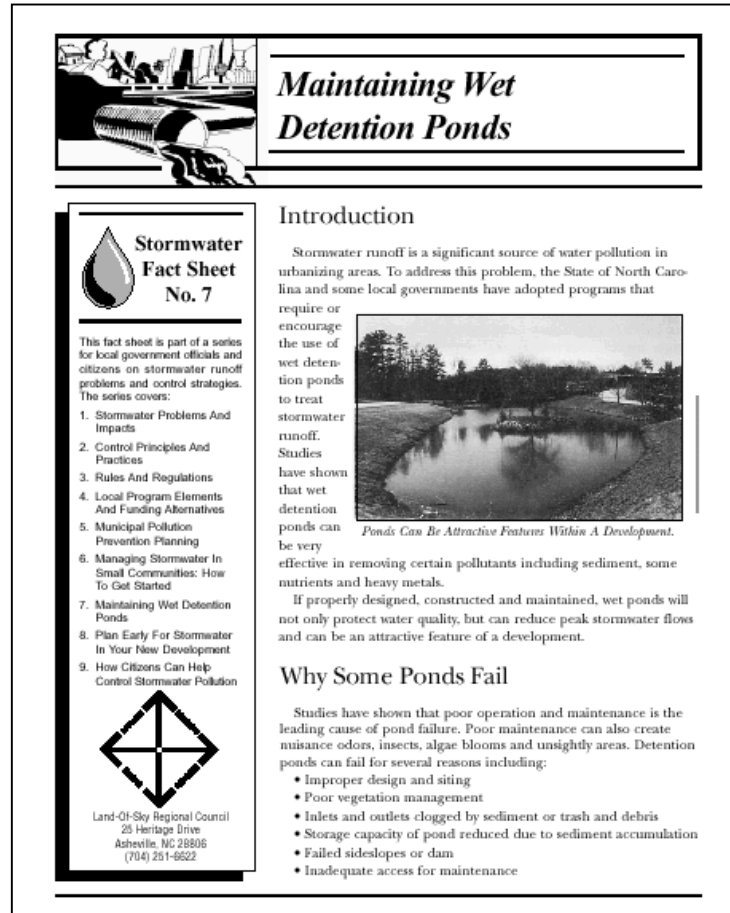 Maintaining Wet
Detention Ponds
Stormwater
Fact Sheet
No. 7
This fact sheet is part of a series
for local government officials and
citizens on stormwater runoff
problems and control strategies.
The series covers:
1. Stormwater Problems And
Impacts
2. Control Principles And
Practices
3. Rules And Regulations
4. Local Program Elements
And Funding Alternatives
5. Municipal Pollution
Prevention Planning
6. Managing Stormwater In
Small Communities: How
To Get Started
7. Maintaining Wet Detention
Ponds
8. Plan Early For Stormwater
In Your New Development
9. How Citizens Can Help
Control Stormwater Pollution
Land-Of-Sky Regional Council
25 Heritage Drive
Asheville, NC 28806
(704) 251-6622
Introduction
Stormwater runoff is a significant source of water pollution in
urbanizing areas. To address this problem, the State of North Caro-
lina and some local governments have adopted programs that
require or
encourage
the use of
wet deten-
tion ponds
to treat
stormwater
runoff.
Studies
have shown
that wet
detention
ponds can
be very
Ponds Can Be Attractive Features Within A Development.
effective in removing certain pollutants including sediment, some
nutrients and heavy metals.
If properly designed, constructed and maintained, wet ponds will
not only protect water quality, but can reduce peak stormwater flows
and can be an attractive feature of a development.
Why Some Ponds Fail
Studies have shown that poor operation and maintenance is the
leading cause of pond failure. Poor maintenance can also create
nuisance odors, insects, algae blooms and unsightly areas. Detention
ponds can fail for several reasons including:
• Improper design and siting
• Poor vegetation management
• Inlets and outlets clogged by sediment or trash and debris
• Storage capacity of pond reduced due to sediment accumulation
• Failed sideslopes or dam
• Inadequate access for maintenance